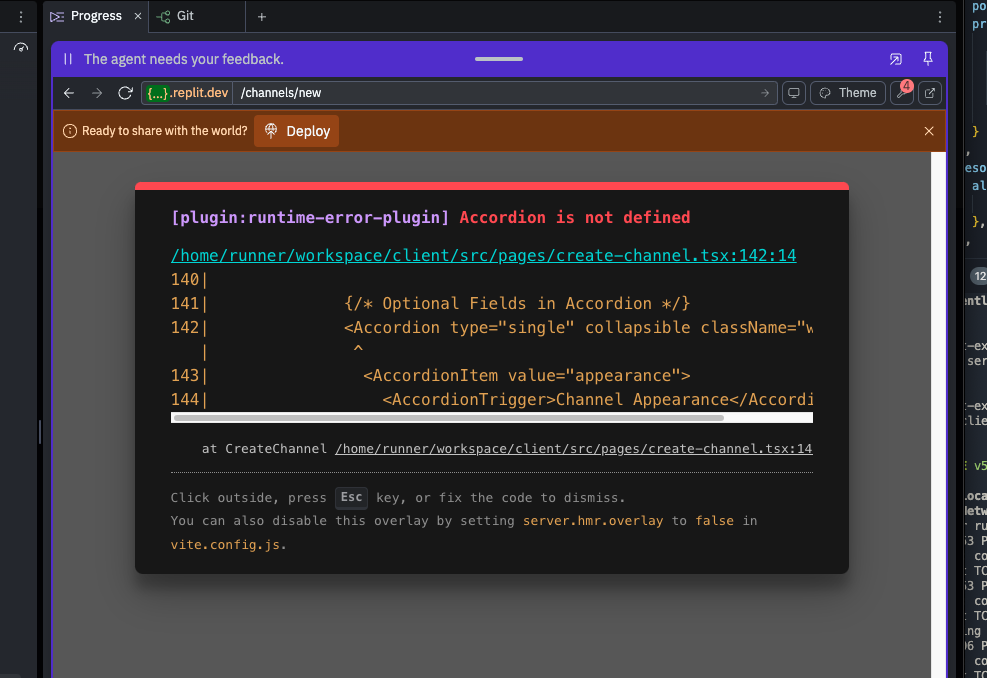 Progress
Git
The agent needs your feedback.
{...}.replit.dev /channels/new
Theme
4
Ready to share with the world? Deploy
[plugin:runtime-error-plugin] Accordion is not defined
/home/runner/workspace/client/src/pages/create-channel.tsx:142:14
140|
141| {/* Optional Fields in Accordion */}
142| <Accordion type="single" collapsible className="w
| ^
143| <AccordionItem value="appearance">
144| <AccordionTrigger>Channel Appearance</Accordi
at CreateChannel /home/runner/workspace/client/src/pages/create-channel.tsx:14
Click outside, press Esc key, or fix the code to dismiss.
You can also disable this overlay by setting server.hmr.overlay to false in
vite.config.js.
po
pr
}
,
eso
al
},
,
12